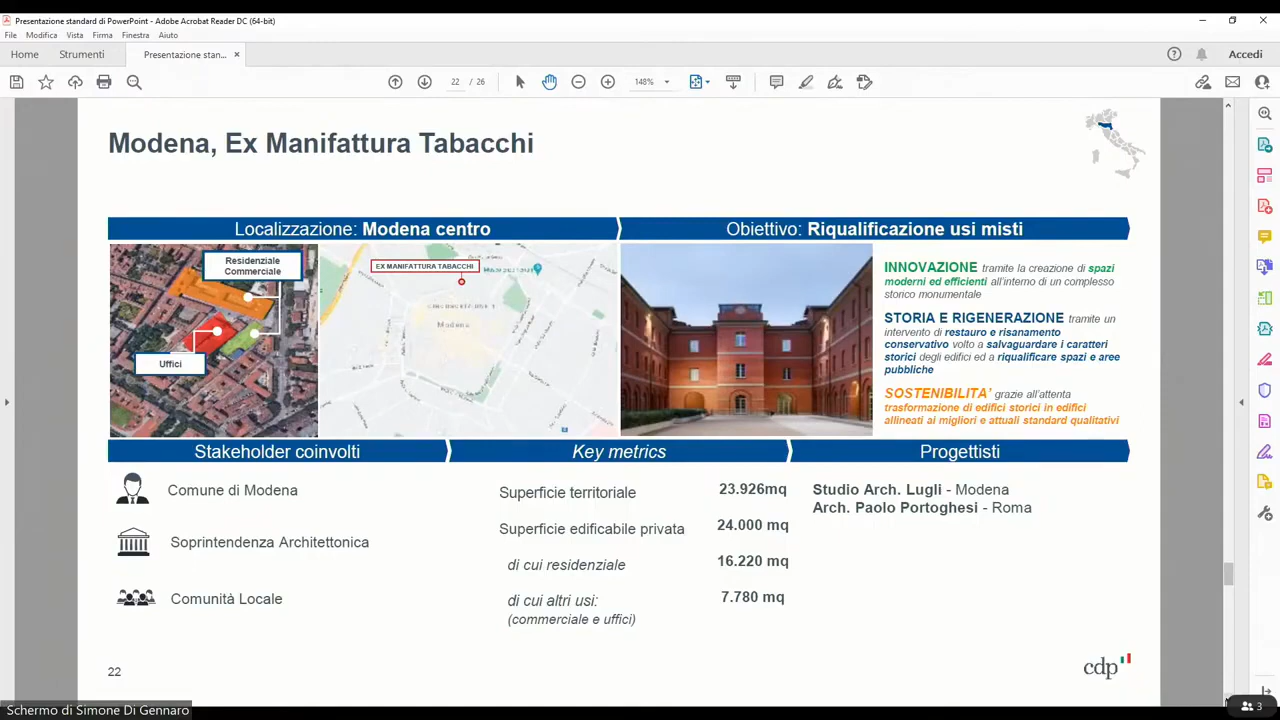 Presentazione standard di PowerPoint - Adobe Acrobat Reader DC (64-bit)
File Modifica Vista Firma Finestra Aiuto
Home Strumenti Presentazione stan... × Accedi
22 / 26 148%
Modena, Ex Manifattura Tabacchi
Localizzazione: Modena centro
Obiettivo: Riqualificazione usi misti
Residenziale
Commerciale
Uffici
EX MANIFATTURA TABACCHI
Modena
INNOVAZIONE tramite la creazione di spazi
moderni ed efficienti all'interno di un complesso
storico monumentale
STORIA E RIGENERAZIONE tramite un
intervento di restauro e risanamento
conservativo volto a salvaguardare i caratteri
storici degli edifici ed a riqualificare spazi e aree
pubbliche
SOSTENIBILITA' grazie all'attenta
trasformazione di edifici storici in edifici
allineati ai migliori e attuali standard qualitativi
Stakeholder coinvolti
Comune di Modena
Soprintendenza Architettonica
Comunità Locale
Key metrics
Superficie territoriale 23.926mq
Superficie edificabile privata 24.000 mq
di cui residenziale 16.220 mq
di cui altri usi: 7.780 mq
(commerciale e uffici)
Progettisti
Studio Arch. Lugli - Modena
Arch. Paolo Portoghesi - Roma
22
cdp
Schermo di Simone Di Gennaro
3